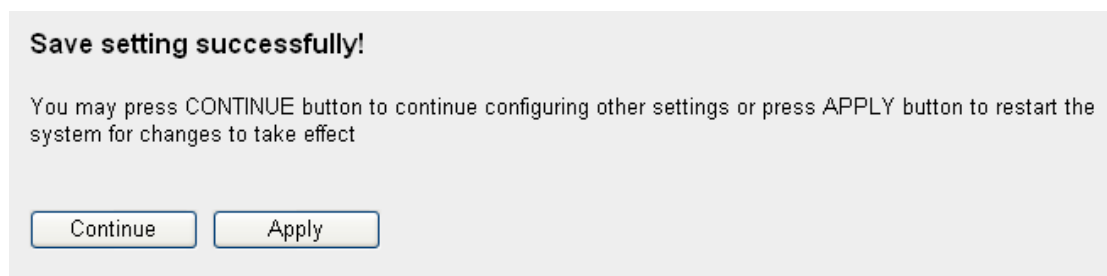 Save setting successfully!
You may press CONTINUE button to continue configuring other settings or press APPLY button to restart the
system for changes to take effect
Continue
Apply